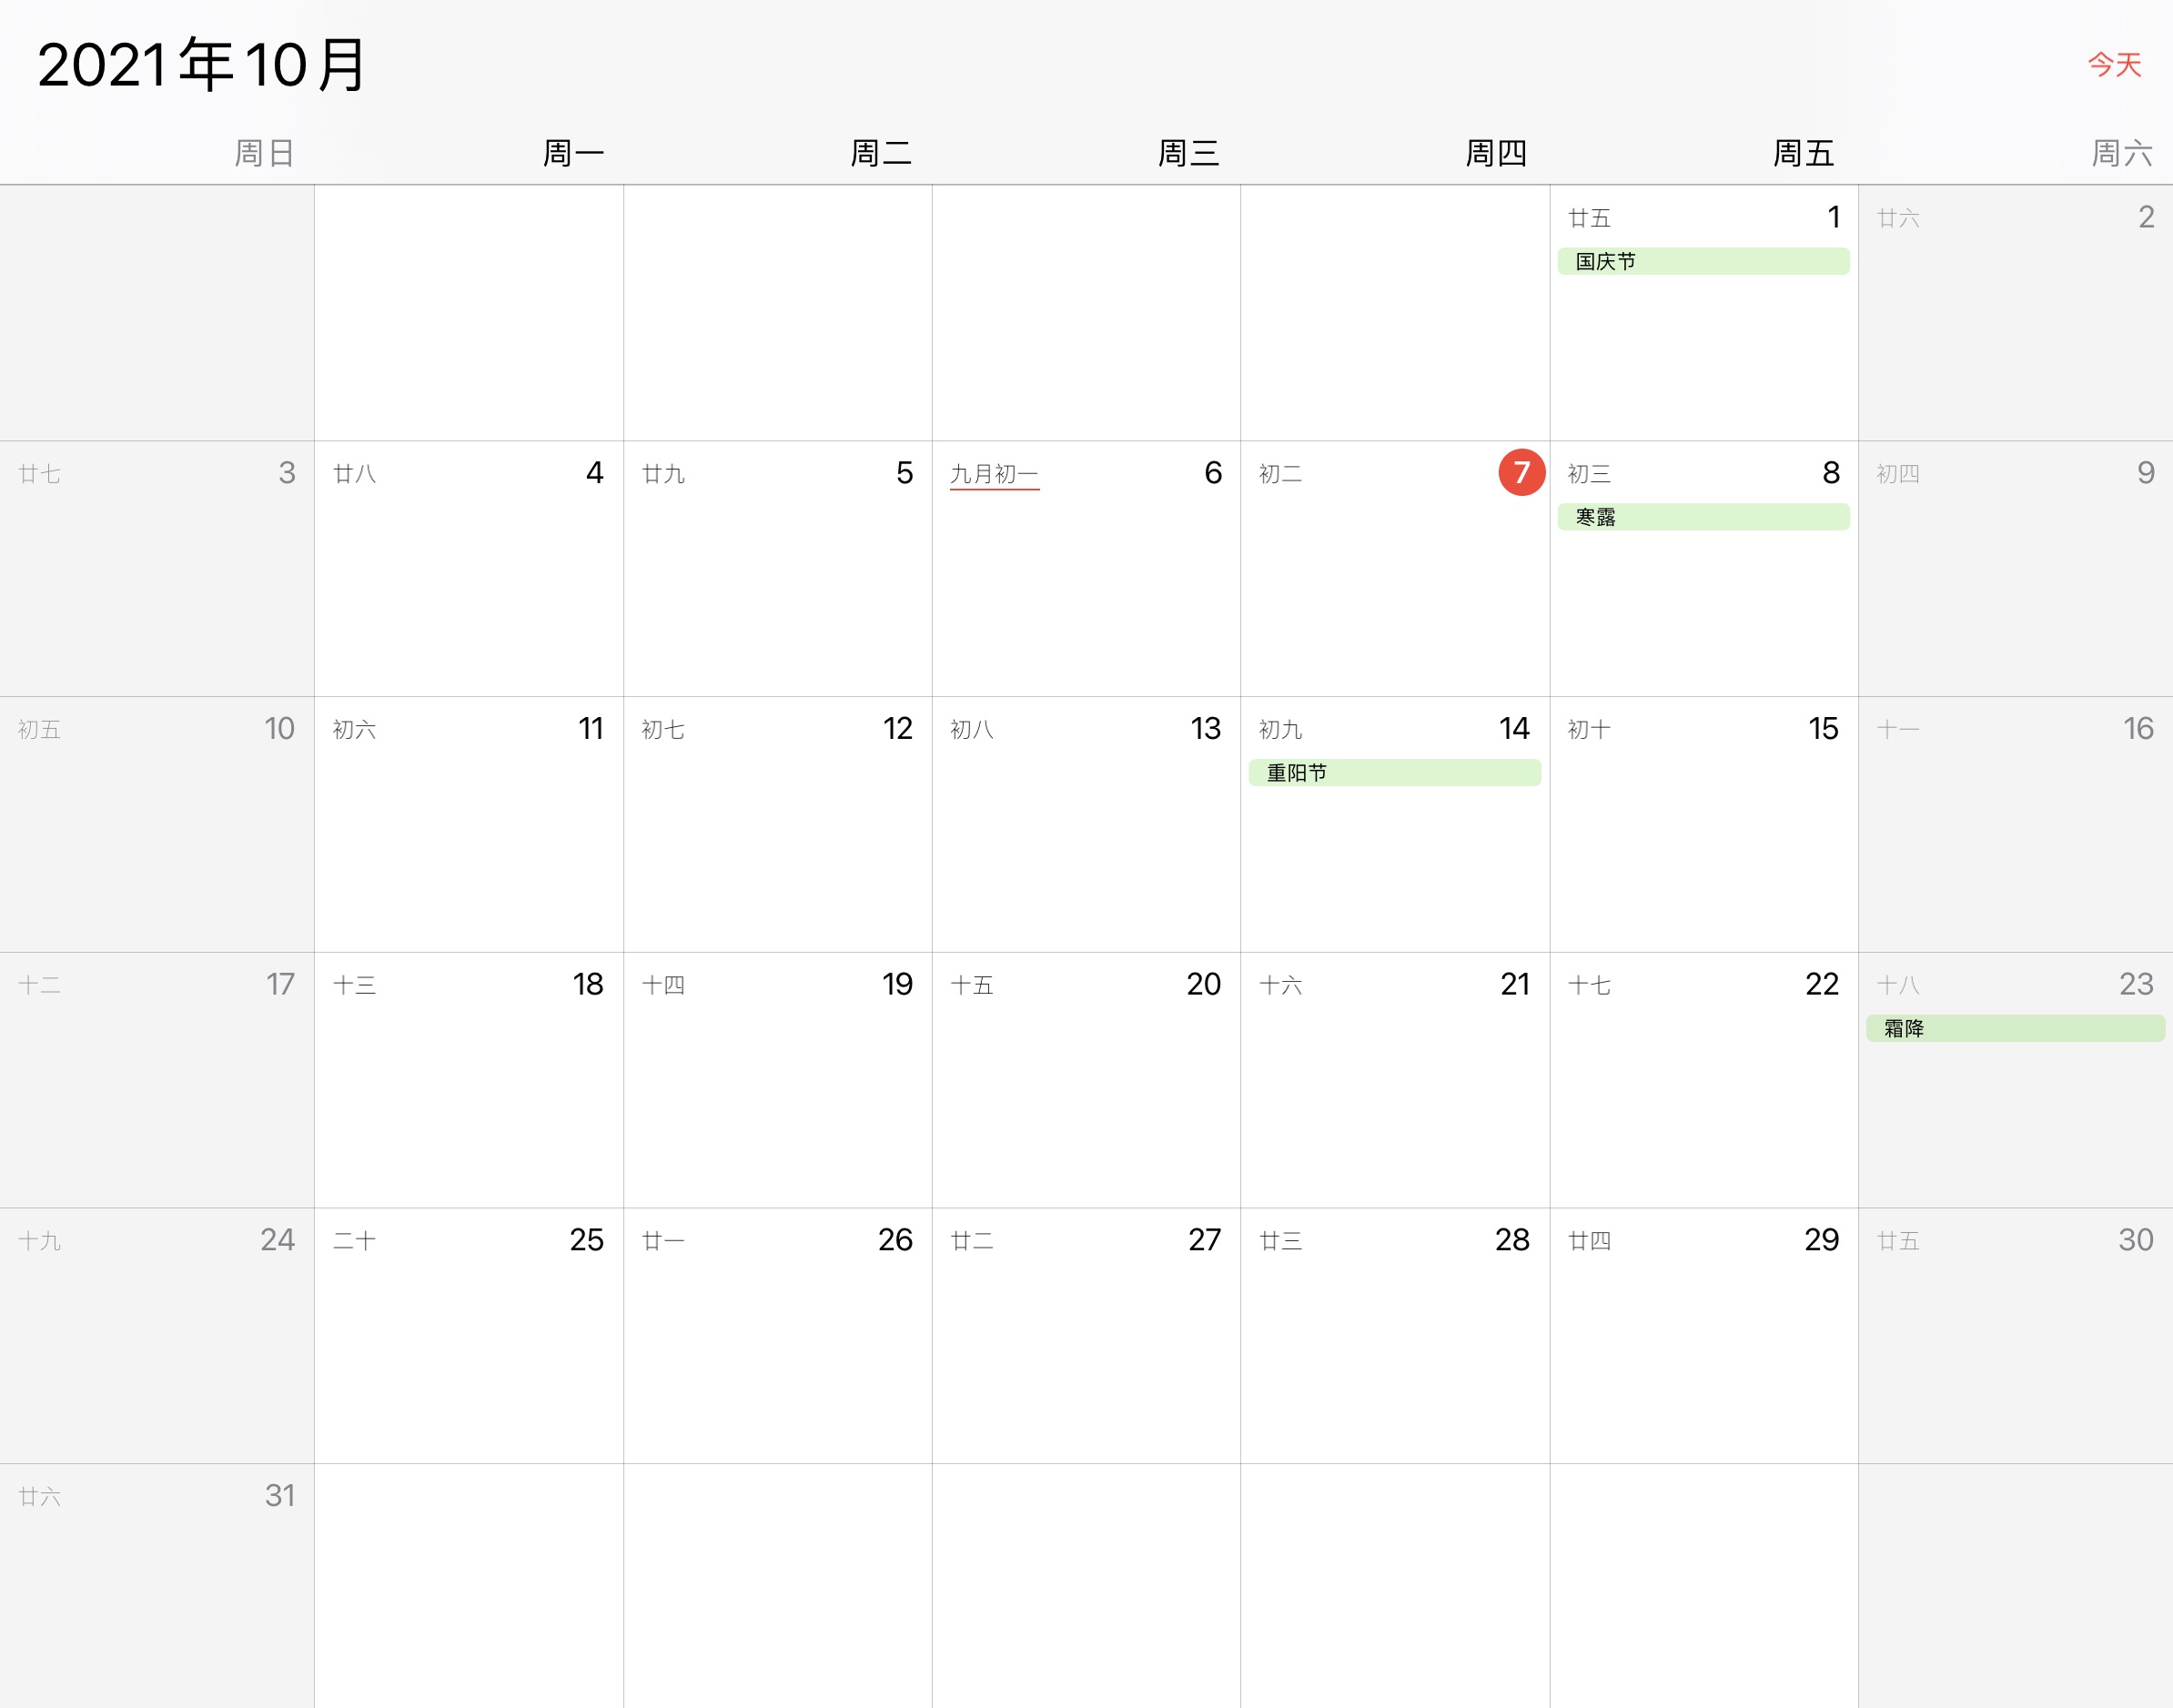 2021年10月
今天
周日 周一 周二 周三 周四 周五 周六
廿五 1 廿六 2
国庆节
廿七 3 廿八 4 廿九 5 九月初一 6 初二 7 初三 8 初四 9
寒露
初五 10 初六 11 初七 12 初八 13 初九 14 初十 15 十一 16
重阳节
十二 17 十三 18 十四 19 十五 20 十六 21 十七 22 十八 23
霜降
十九 24 二十 25 廿一 26 廿二 27 廿三 28 廿四 29 廿五 30
廿六 31